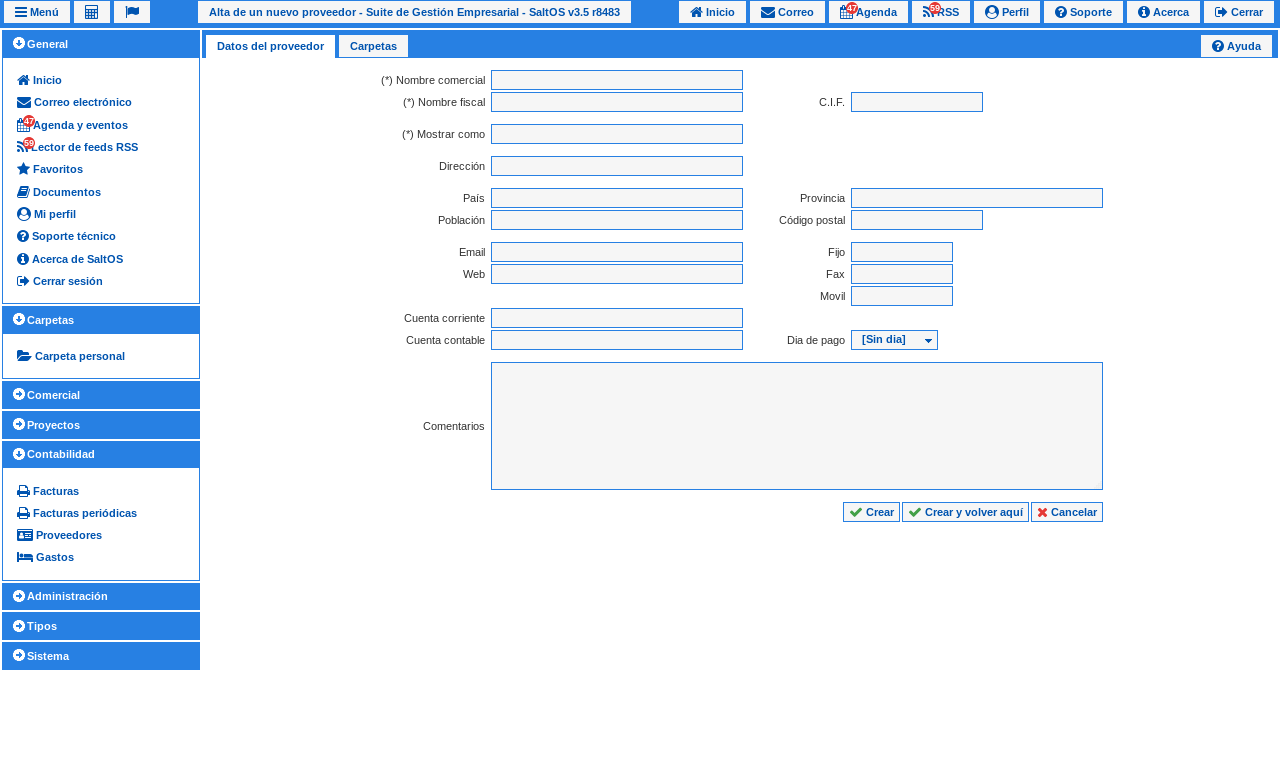 Menú
Alta de un nuevo proveedor - Suite de Gestión Empresarial - SaltOS v3.5 r8483
Inicio
Correo
47
Agenda
59
RSS
Perfil
Soporte
Acerca
Cerrar
General
Inicio
Correo electrónico
47
Agenda y eventos
59
Lector de feeds RSS
Favoritos
Documentos
Mi perfil
Soporte técnico
Acerca de SaltOS
Cerrar sesión
Carpetas
Carpeta personal
Comercial
Proyectos
Contabilidad
Facturas
Facturas periódicas
Proveedores
Gastos
Administración
Tipos
Sistema
Datos del proveedor
Carpetas
Ayuda
(*) Nombre comercial
(*) Nombre fiscal
C.I.F.
(*) Mostrar como
Dirección
País
Provincia
Población
Código postal
Email
Fijo
Web
Fax
Movil
Cuenta corriente
Cuenta contable
Dia de pago
[Sin dia]
Comentarios
Crear
Crear y volver aquí
Cancelar